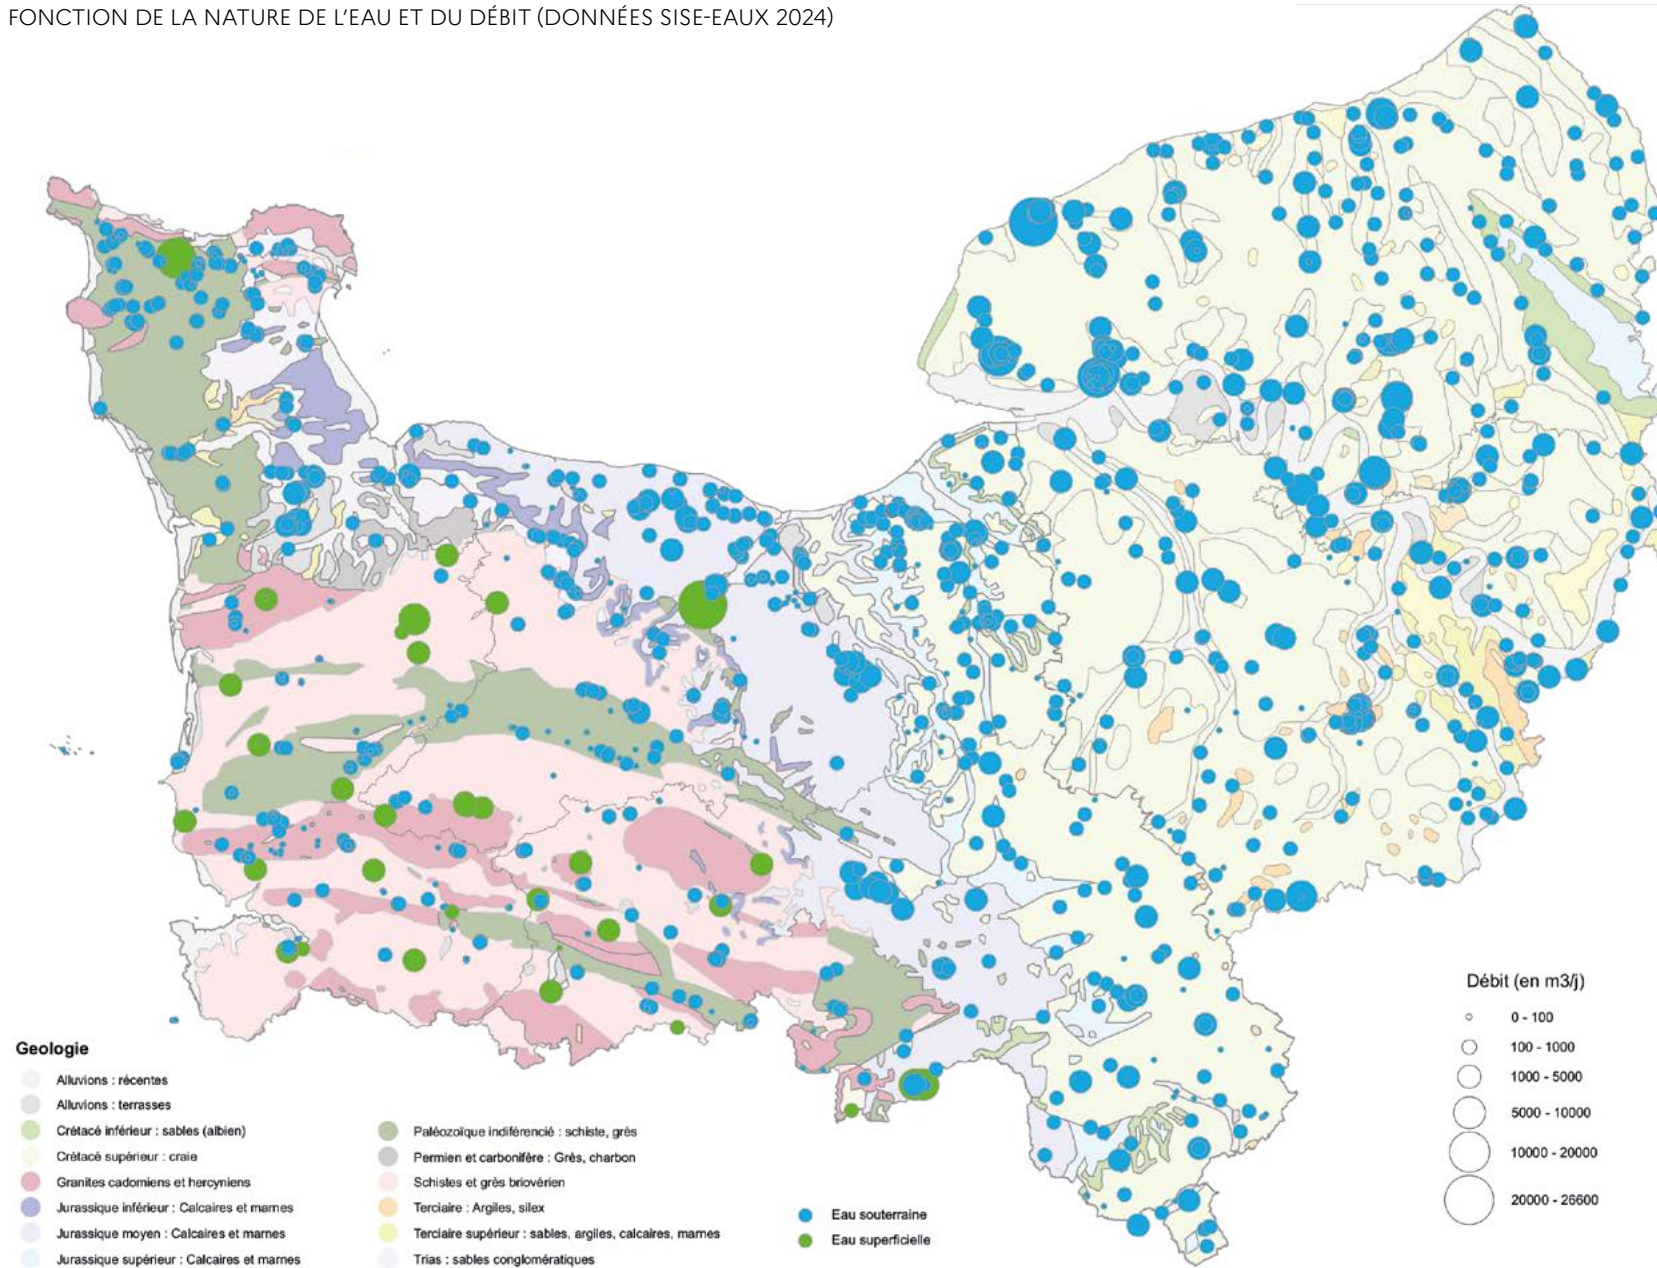 FONCTION DE LA NATURE DE L'EAU ET DU DÉBIT (DONNÉES SISE-EAUX 2024)
Geologie
Alluvions : récentes
Alluvions : terrasses
Crétacé inférieur : sables (albien)
Crétacé supérieur : craie
Granites cadomiens et hercyniens
Jurassique inférieur : Calcaires et marnes
Jurassique moyen : Calcaires et marnes
Jurassique supérieur : Calcaires et marnes
Paléozoïque indiférencié : schiste, grès
Permien et carbonifère : Grès, charbon
Schistes et grès briovérien
Terciaire : Argiles, silex
Terciaire supérieur : sables, argiles, calcaires, marnes
Trias : sables conglomératiques
Eau souterraine
Eau superficielle
Débit (en m3/j)
0 - 100
100 - 1000
1000 - 5000
5000 - 10000
10000 - 20000
20000 - 26600